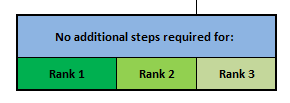 No additional steps required for:
Rank 1 Rank 2 Rank 3